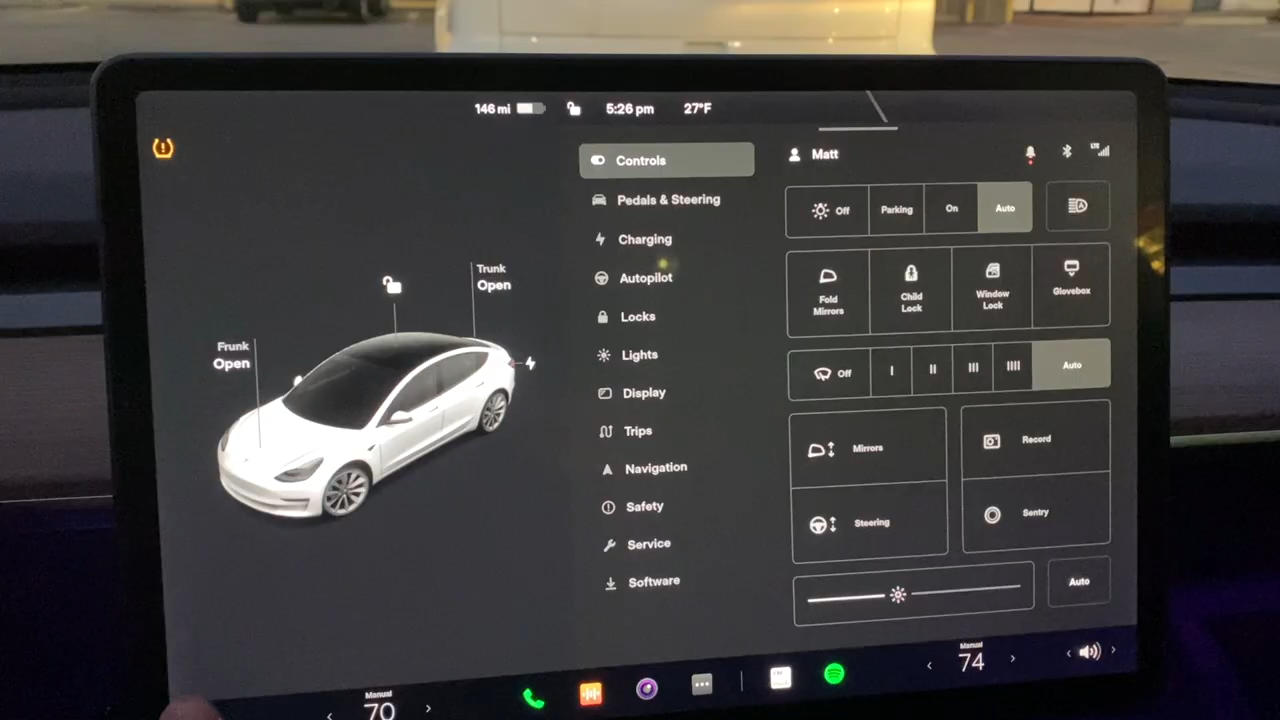 146 mi
5:26 pm
27°F
Controls
Pedals & Steering
Charging
Autopilot
Locks
Lights
Display
Trips
Navigation
Safety
Service
Software
Frunk
Open
Trunk
Open
Matt
LTE
Off
Parking
On
Auto
Fold
Mirrors
Child
Lock
Window
Lock
Glovebox
Off
I
II
III
IIII
Auto
Mirrors
Record
Steering
Sentry
Auto
Manual
70
Manual
74